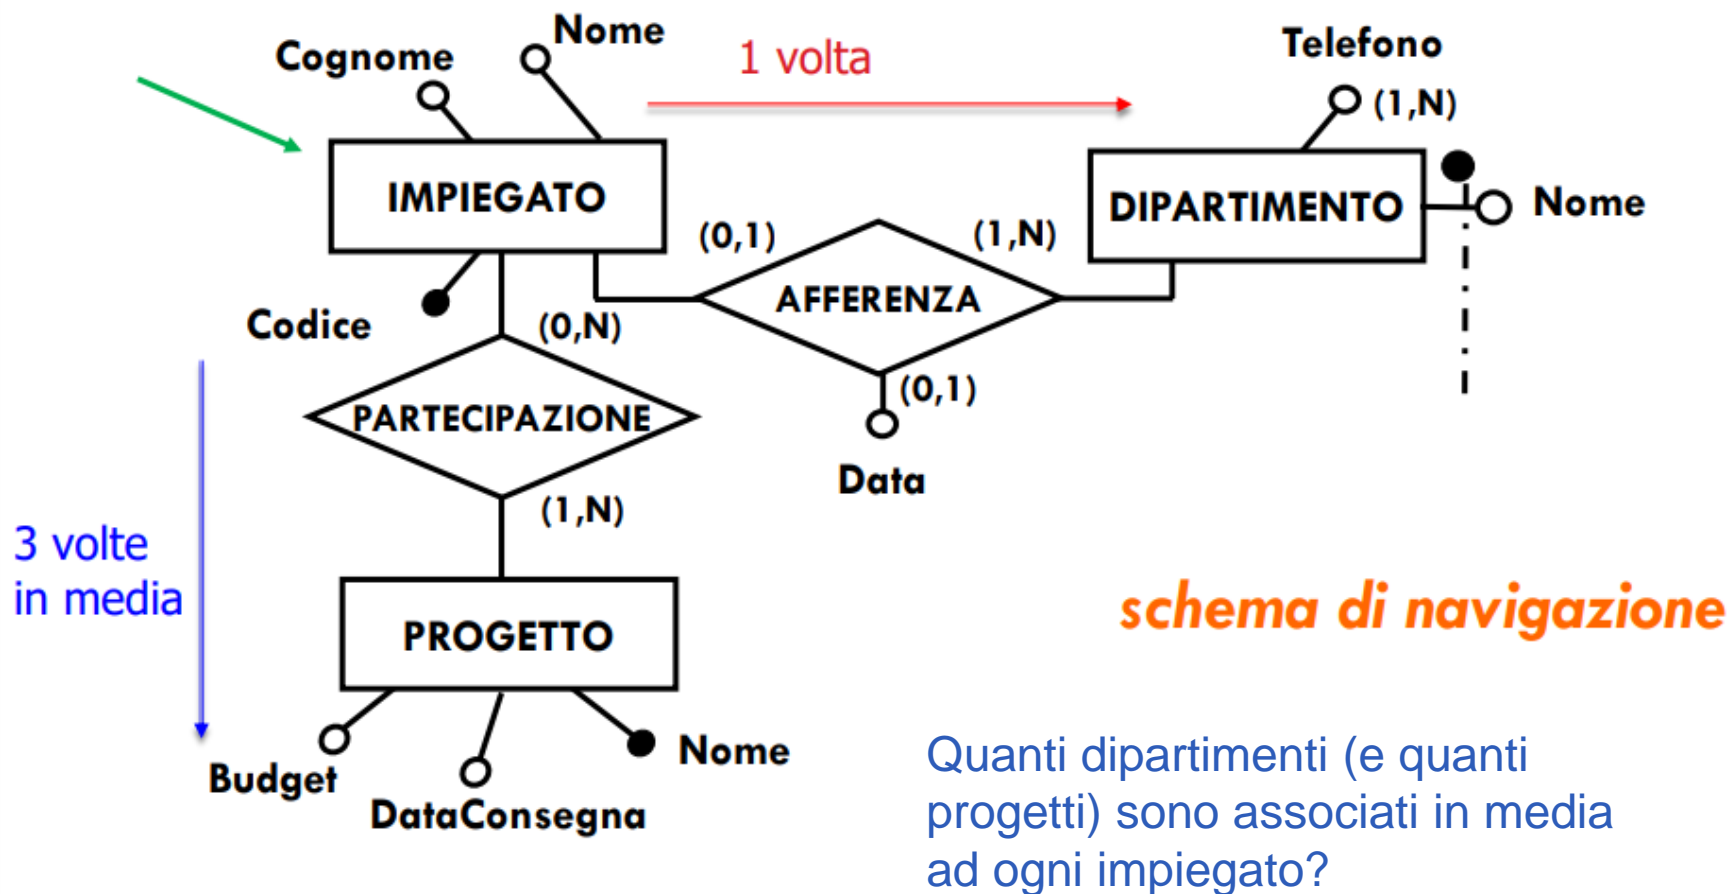 Cognome
Nome
1 volta
Telefono
(1,N)
IMPIEGATO
DIPARTIMENTO
Nome
(0,1)
(1,N)
AFFERENZA
Codice
(0,N)
(0,1)
PARTECIPAZIONE
Data
(1,N)
3 volte
in media
PROGETTO
schema di navigazione
Budget
DataConsegna
Nome
Quanti dipartimenti (e quanti
progetti) sono associati in media
ad ogni impiegato?